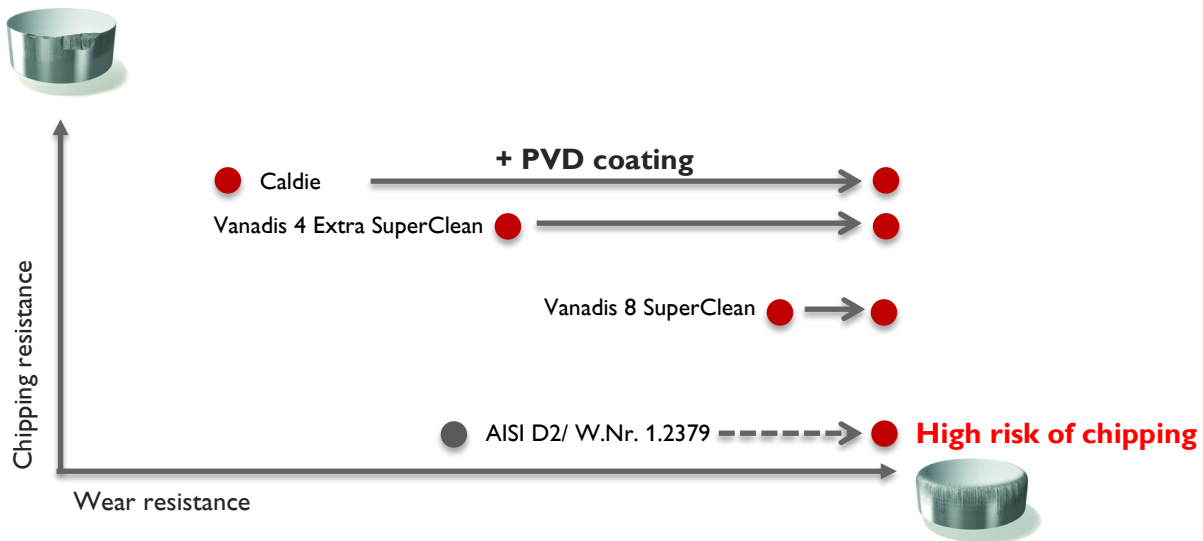 + PVD coating
Caldie
Vanadis 4 Extra SuperClean
Vanadis 8 SuperClean
AISI D2/ W.Nr. 1.2379
High risk of chipping
Chipping resistance
Wear resistance